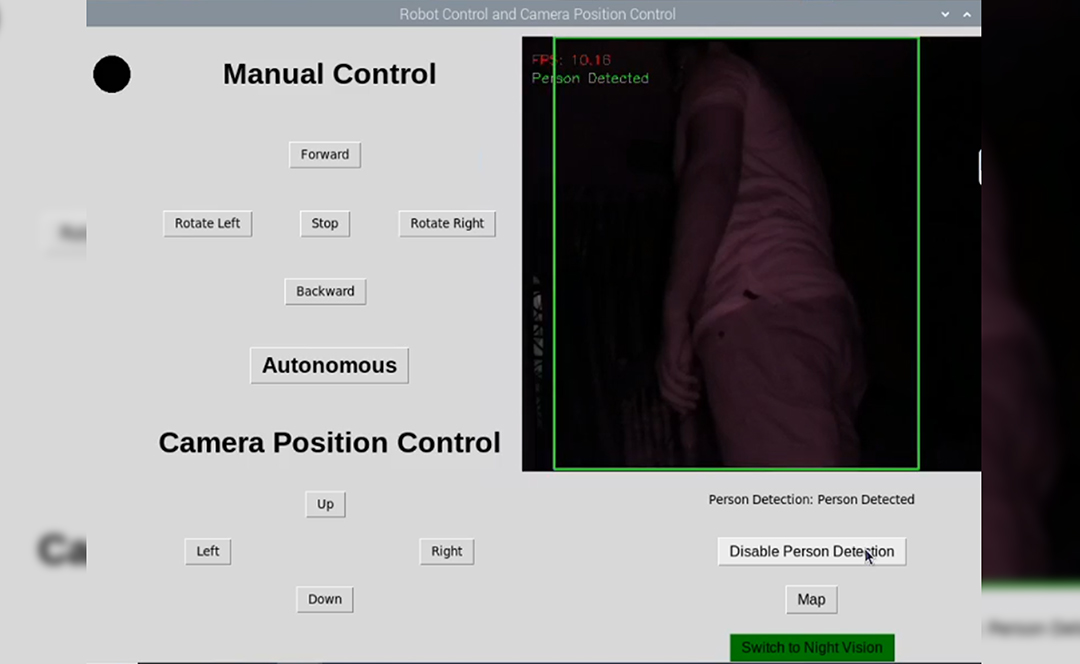 Robot Control and Camera Position Control
Manual Control
FPS: 10.16
Person Detected
Forward
Rotate Left
Stop
Rotate Right
Backward
Autonomous
Camera Position Control
Person Detection: Person Detected
Up
Left
Right
Disable Person Detection
Down
Map
Switch to Night Vision